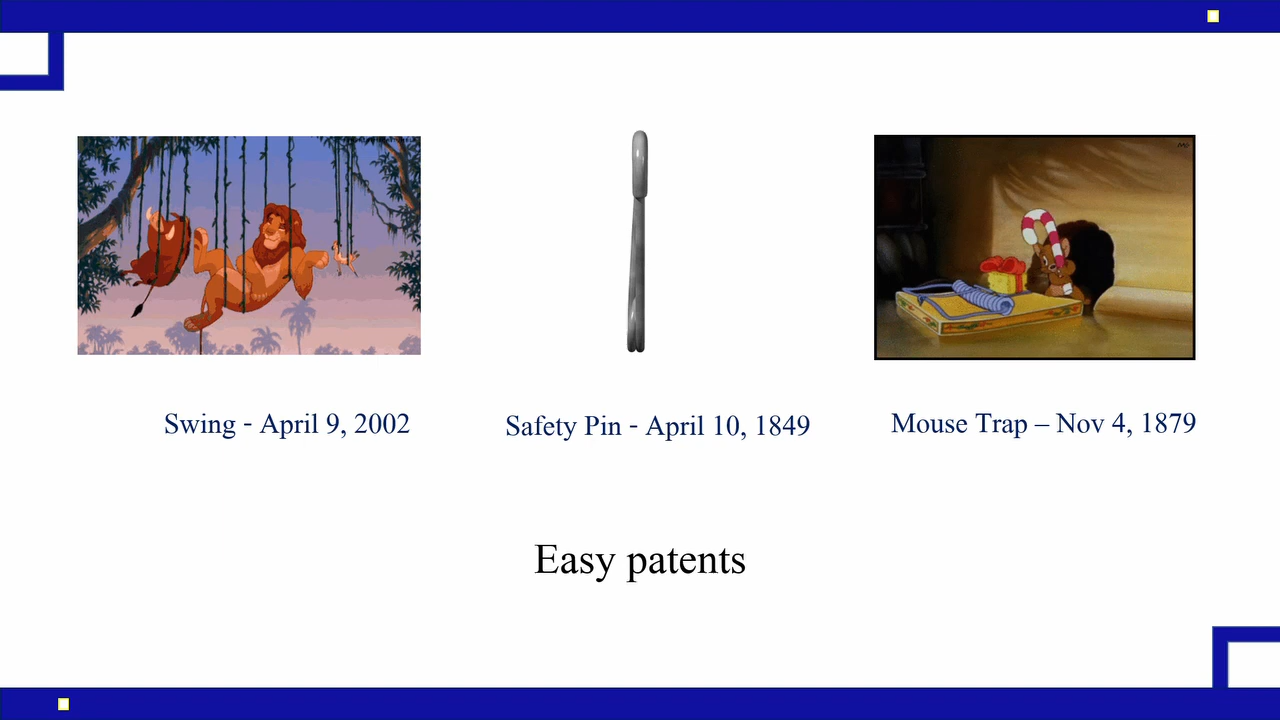 Swing - April 9, 2002
Safety Pin - April 10, 1849
Mouse Trap – Nov 4, 1879
Easy patents